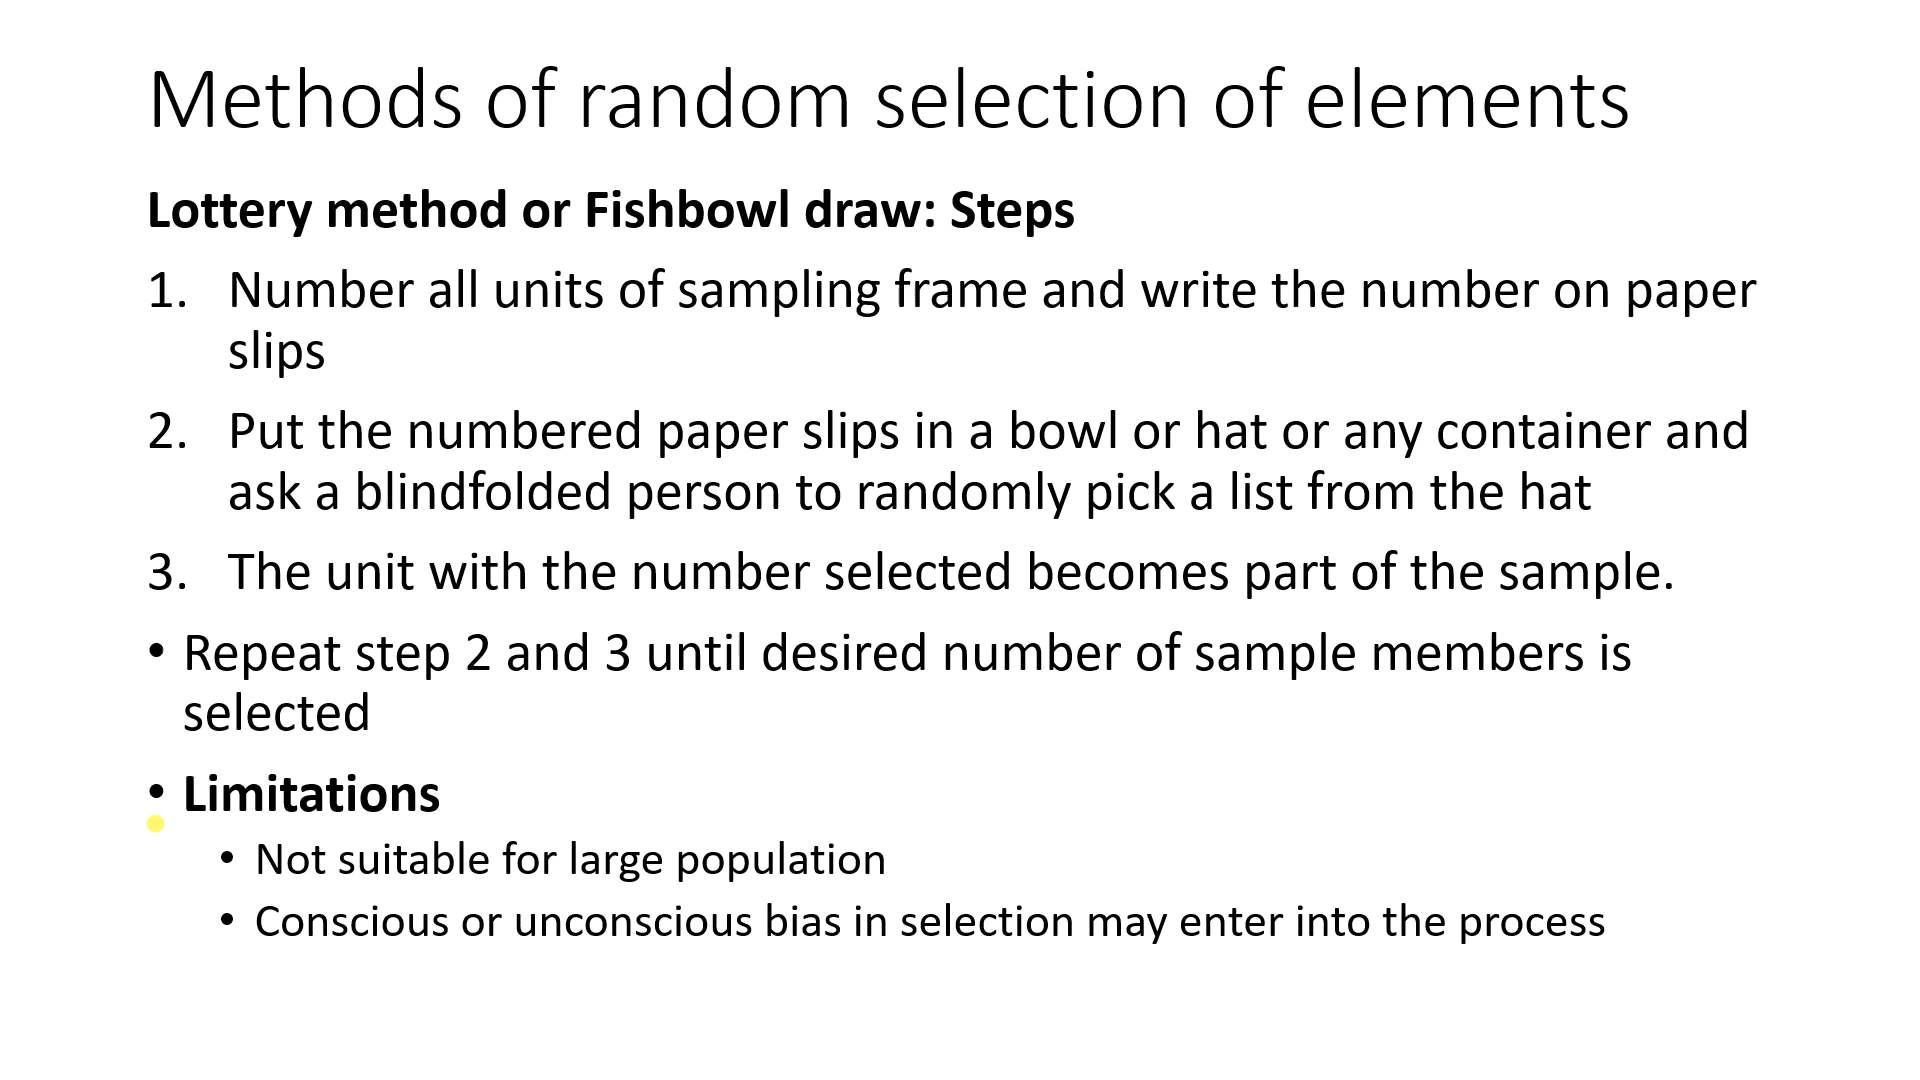 Methods of random selection of elements
Lottery method or Fishbowl draw: Steps
1. Number all units of sampling frame and write the number on paper
slips
2. Put the numbered paper slips in a bowl or hat or any container and
ask a blindfolded person to randomly pick a list from the hat
3. The unit with the number selected becomes part of the sample.
• Repeat step 2 and 3 until desired number of sample members is
selected
• Limitations
• Not suitable for large population
• Conscious or unconscious bias in selection may enter into the process